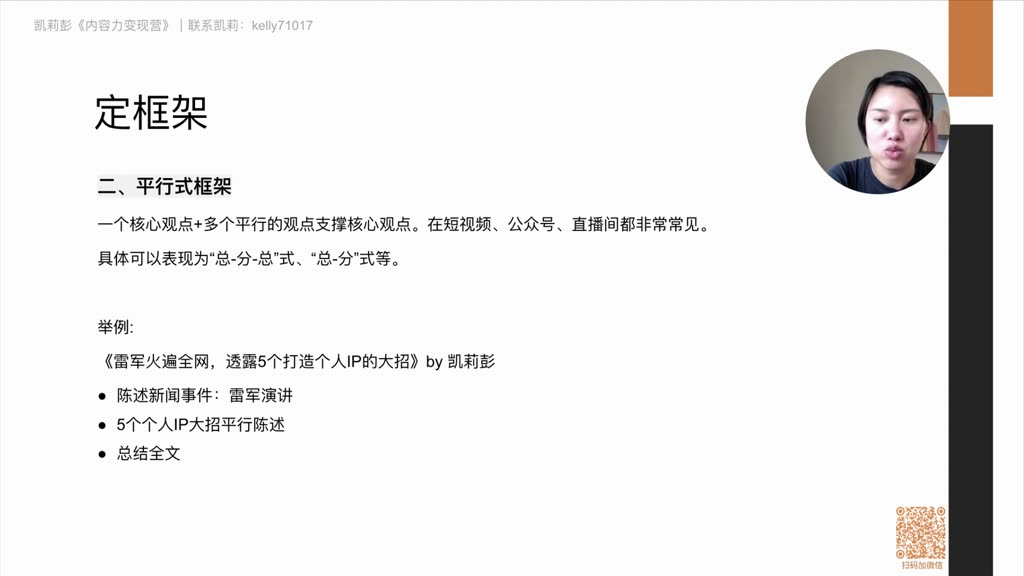 凯莉彭《内容力变现营》｜联系凯莉：kelly71017
定框架
二、平行式框架
一个核心观点+多个平行的观点支撑核心观点。在短视频、公众号、直播间都非常常见。
具体可以表现为“总-分-总”式、“总-分”式等。
举例:
《雷军火遍全网，透露5个打造个人IP的大招》by 凯莉彭
● 陈述新闻事件：雷军演讲
● 5个个人IP大招平行陈述
● 总结全文
扫码加微信